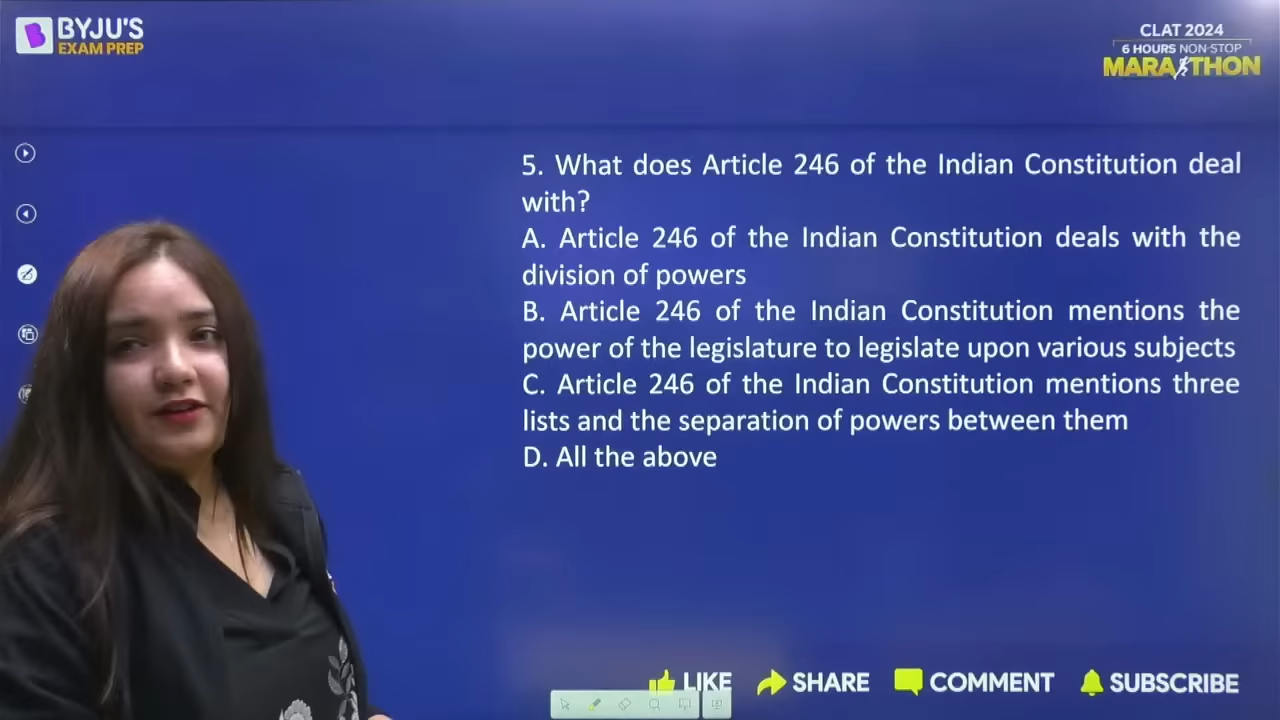 BYJU'S
EXAM PREP
CLAT 2024
6 HOURS NON-STOP
MARATHON
5. What does Article 246 of the Indian Constitution deal
with?
A. Article 246 of the Indian Constitution deals with the
division of powers
B. Article 246 of the Indian Constitution mentions the
power of the legislature to legislate upon various subjects
C. Article 246 of the Indian Constitution mentions three
lists and the separation of powers between them
D. All the above
LIKE
SHARE
COMMENT
SUBSCRIBE